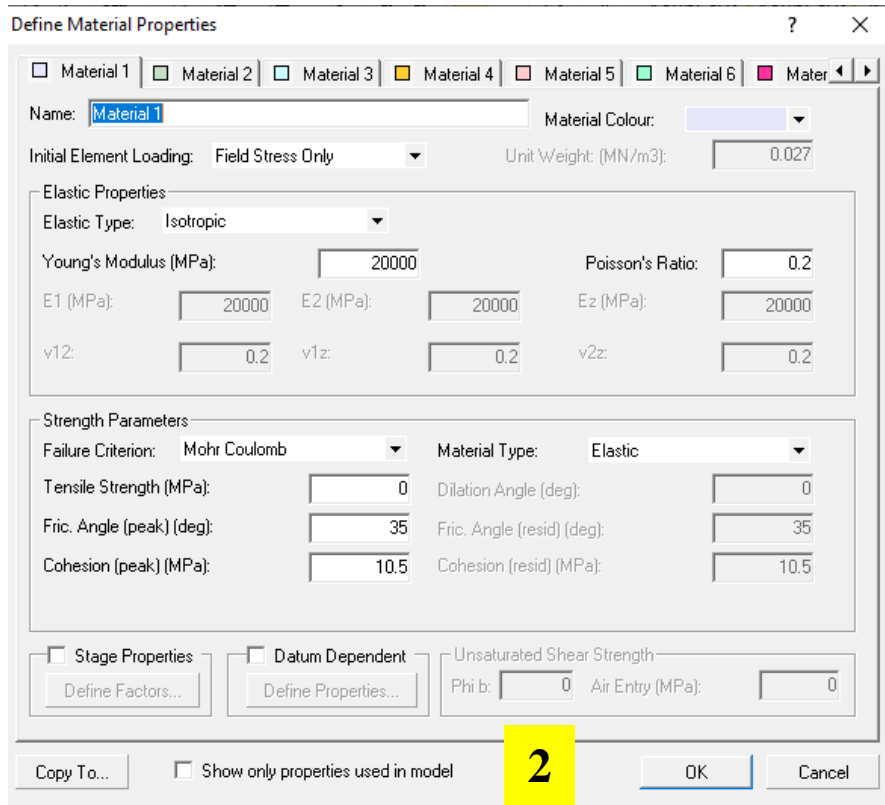 Define Material Properties ? ×
Material 1 Material 2 Material 3 Material 4 Material 5 Material 6 Mater
Name: Material 1 Material Colour:
Initial Element Loading: Field Stress Only Unit Weight: (MN/m3): 0.027
Elastic Properties
Elastic Type: Isotropic
Young's Modulus (MPa): 20000 Poisson's Ratio: 0.2
E1 (MPa): 20000 E2 (MPa): 20000 Ez (MPa): 20000
v12: 0.2 v1z: 0.2 v2z: 0.2
Strength Parameters
Failure Criterion: Mohr Coulomb Material Type: Elastic
Tensile Strength (MPa): 0 Dilation Angle (deg): 0
Fric. Angle (peak) (deg): 35 Fric. Angle (resid) (deg): 35
Cohesion (peak) (MPa): 10.5 Cohesion (resid) (MPa): 10.5
Stage Properties Datum Dependent Unsaturated Shear Strength
Define Factors... Define Properties... Phi b: 0 Air Entry (MPa): 0
Copy To... Show only properties used in model 2 OK Cancel